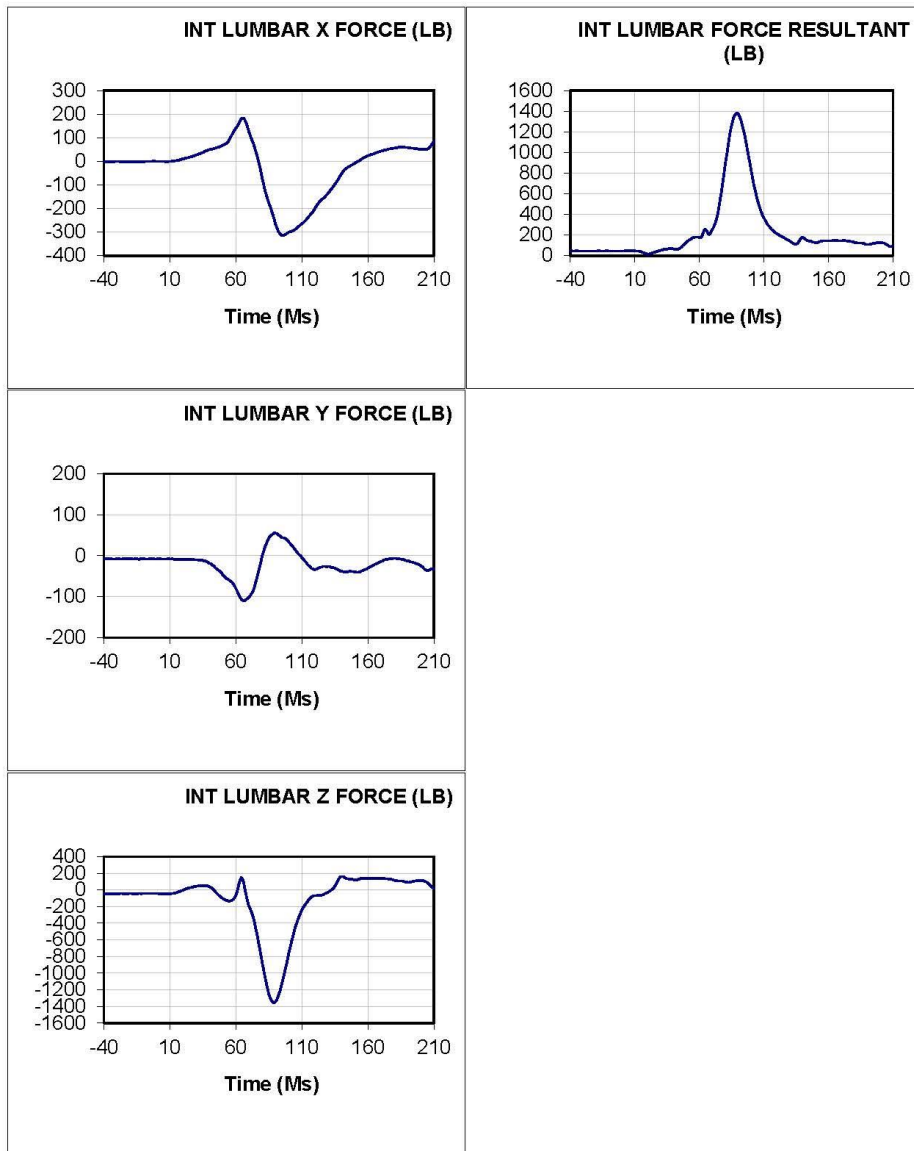 INT LUMBAR X FORCE (LB)
300
200
100
0
-100
-200
-300
-400
-40 10 60 110 160 210
Time (Ms)
INT LUMBAR FORCE RESULTANT
(LB)
1600
1400
1200
1000
800
600
400
200
0
-40 10 60 110 160 210
Time (Ms)
INT LUMBAR Y FORCE (LB)
200
100
0
-100
-200
-40 10 60 110 160 210
Time (Ms)
INT LUMBAR Z FORCE (LB)
400
200
0
-200
-400
-600
-800
-1000
-1200
-1400
-1600
-40 10 60 110 160 210
Time (Ms)